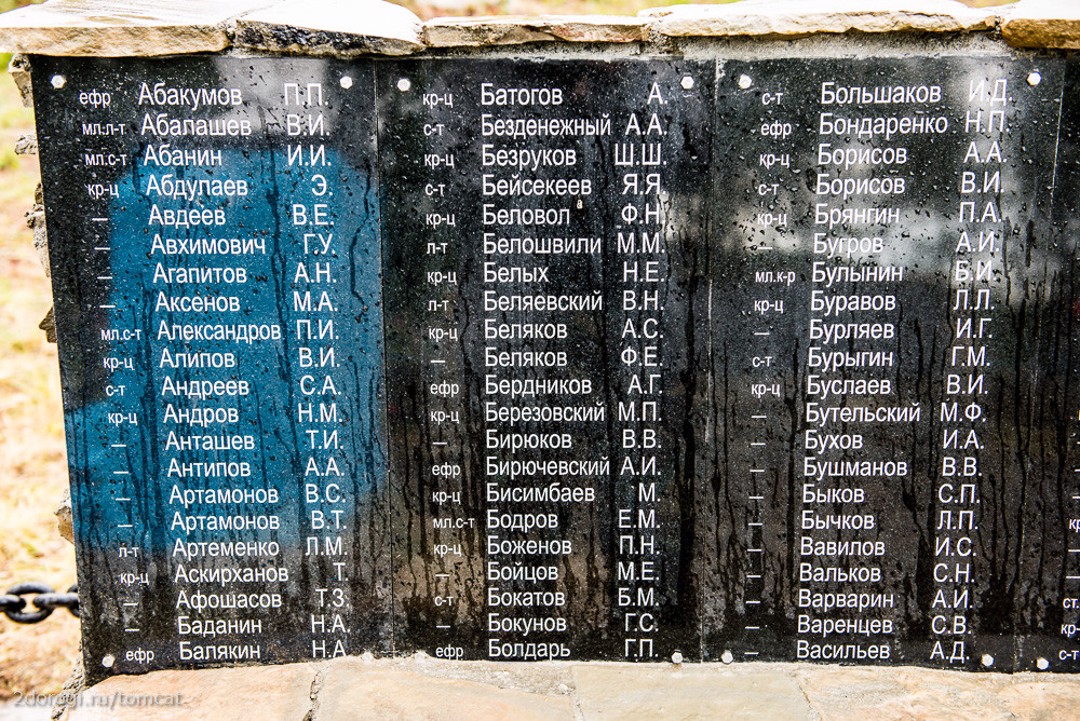 ефр Абакумов П.П.
мл.л-т Абалашев В.И.
мл.с-т Абанин И.И.
кр-ц Абдулаев Э.
— Авдеев В.Е.
— Авхимович Г.У.
— Агапитов А.Н.
— Аксенов М.А.
мл.с-т Александров П.И.
кр-ц Алипов В.И.
с-т Андреев С.А.
кр-ц Андров Н.М.
— Анташев Т.И.
— Антипов А.А.
— Артамонов В.С.
— Артамонов В.Т.
л-т Артеменко Л.М.
кр-ц Аскирханов Т.
— Афошасов Т.З.
— Баданин Н.А.
ефр Балякин Н.А.
кр-ц Батогов А.
с-т Безденежный А.А.
кр-ц Безруков Ш.Ш.
с-т Бейсекеев Я.Я.
кр-ц Беловол Ф.Н.
л-т Белошвили М.М.
кр-ц Белых Н.Е.
л-т Беляевский В.Н.
кр-ц Беляков А.С.
— Беляков Ф.Е.
ефр Бердников А.Г.
кр-ц Березовский М.П.
— Бирюков В.В.
ефр Бирючевский А.И.
кр-ц Бисимбаев М.
мл.с-т Бодров Е.М.
кр-ц Боженов П.Н.
— Бойцов М.Е.
с-т Бокатов Б.М.
— Бокунов Г.С.
ефр Болдарь Г.П.
с-т Большаков И.Д.
ефр Бондаренко Н.П.
кр-ц Борисов А.А.
с-т Борисов В.И.
кр-ц Брянгин П.А.
— Бугров А.И.
мл.к-р Булынин Б.И.
кр-ц Буравов Л.Л.
— Бурляев И.Г.
с-т Бурыгин Г.М.
кр-ц Буслаев В.И.
— Бутельский М.Ф.
— Бухов И.А.
— Бушманов В.В.
— Быков С.П.
— Бычков Л.П.
— Вавилов И.С.
— Вальков С.Н.
— Варварин А.И.
— Варенцев С.В.
— Васильев А.Д.
ст.
кр-
с-т
2dorogi.ru/tomcat